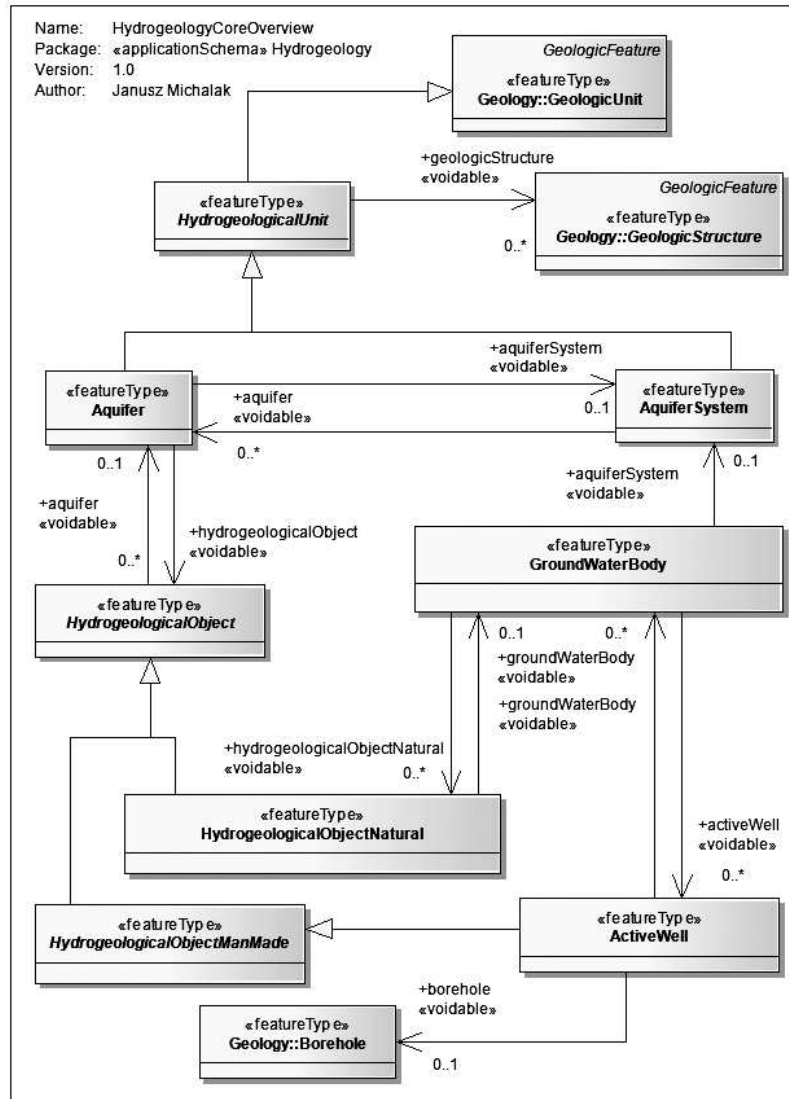 Name: HydrogeologyCoreOverview
Package: «applicationSchema» Hydrogeology
Version: 1.0
Author: Janusz Michalak
GeologicFeature
«featureType»
Geology::GeologicUnit
+geologicStructure
«voidable»
«featureType»
HydrogeologicalUnit
GeologicFeature
«featureType»
Geology::GeologicStructure
0..*
+aquiferSystem
«voidable»
«featureType»
Aquifer
+aquifer
«voidable»
0..1
«featureType»
AquiferSystem
0..1
0..*
0..1
+aquiferSystem
«voidable»
+aquifer
«voidable»
+hydrogeologicalObject
«voidable»
0..*
«featureType»
GroundWaterBody
«featureType»
HydrogeologicalObject
0..1
0..*
+groundWaterBody
«voidable»
+groundWaterBody
«voidable»
+hydrogeologicalObjectNatural
«voidable»
0..*
«featureType»
HydrogeologicalObjectNatural
+activeWell
«voidable»
0..*
«featureType»
HydrogeologicalObjectManMade
«featureType»
ActiveWell
+borehole
«voidable»
«featureType»
Geology::Borehole
0..1